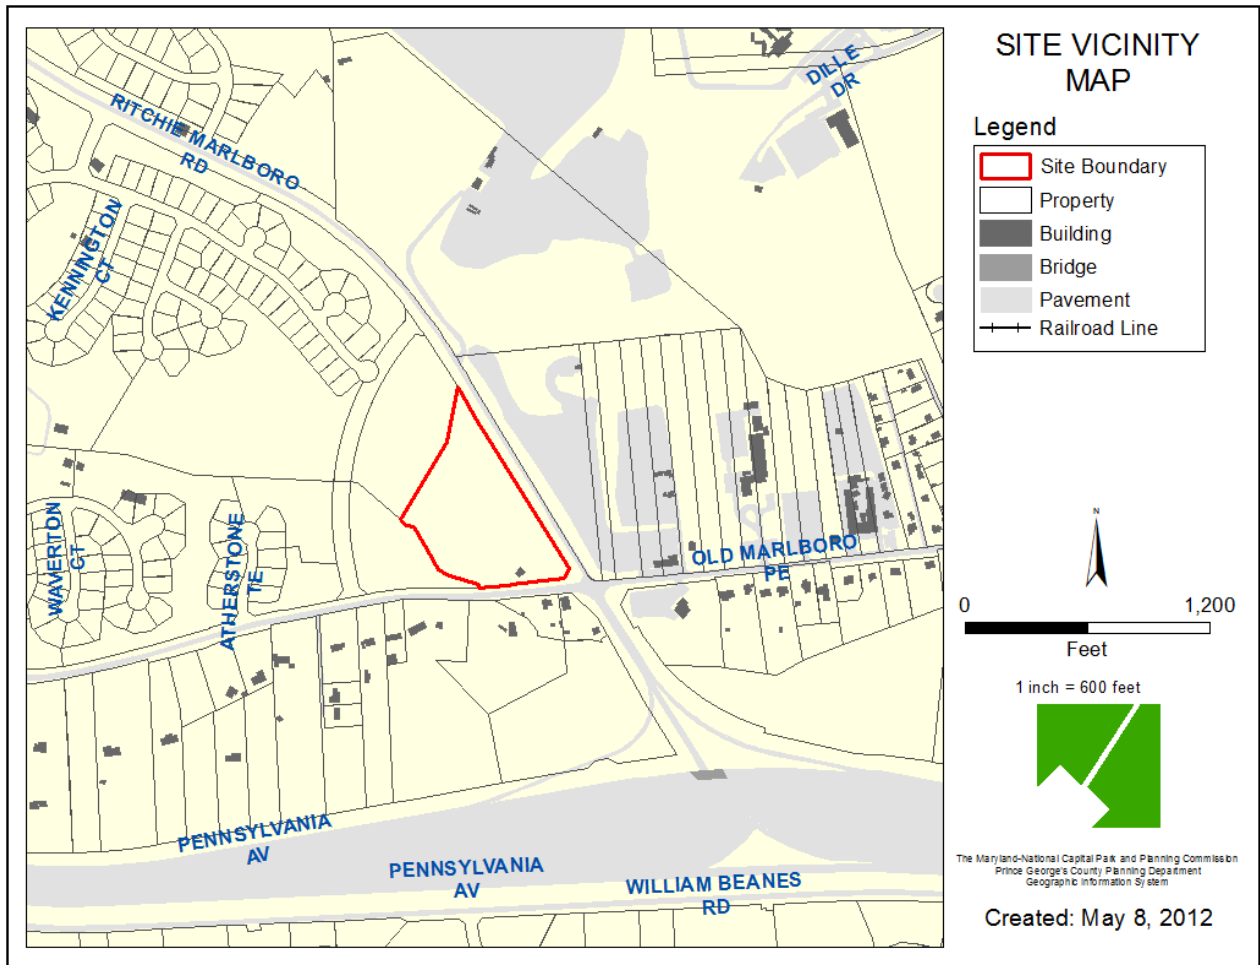 SITE VICINITY
MAP
Legend
Site Boundary
Property
Building
Bridge
Pavement
Railroad Line
DILLE
DR
RITCHIE MARLBORO
RD
KENNINGTON
CT
WAVERTON
CT
ATHERSTONE
TE
OLD MARLBORO
PE
PENNSYLVANIA
AV
PENNSYLVANIA
AV
WILLIAM BEANES
RD
N
0 1,200
Feet
1 inch = 600 feet
The Maryland-National Capital Park and Planning Commission
Prince George's County Planning Department
Geographic Information System
Created: May 8, 2012